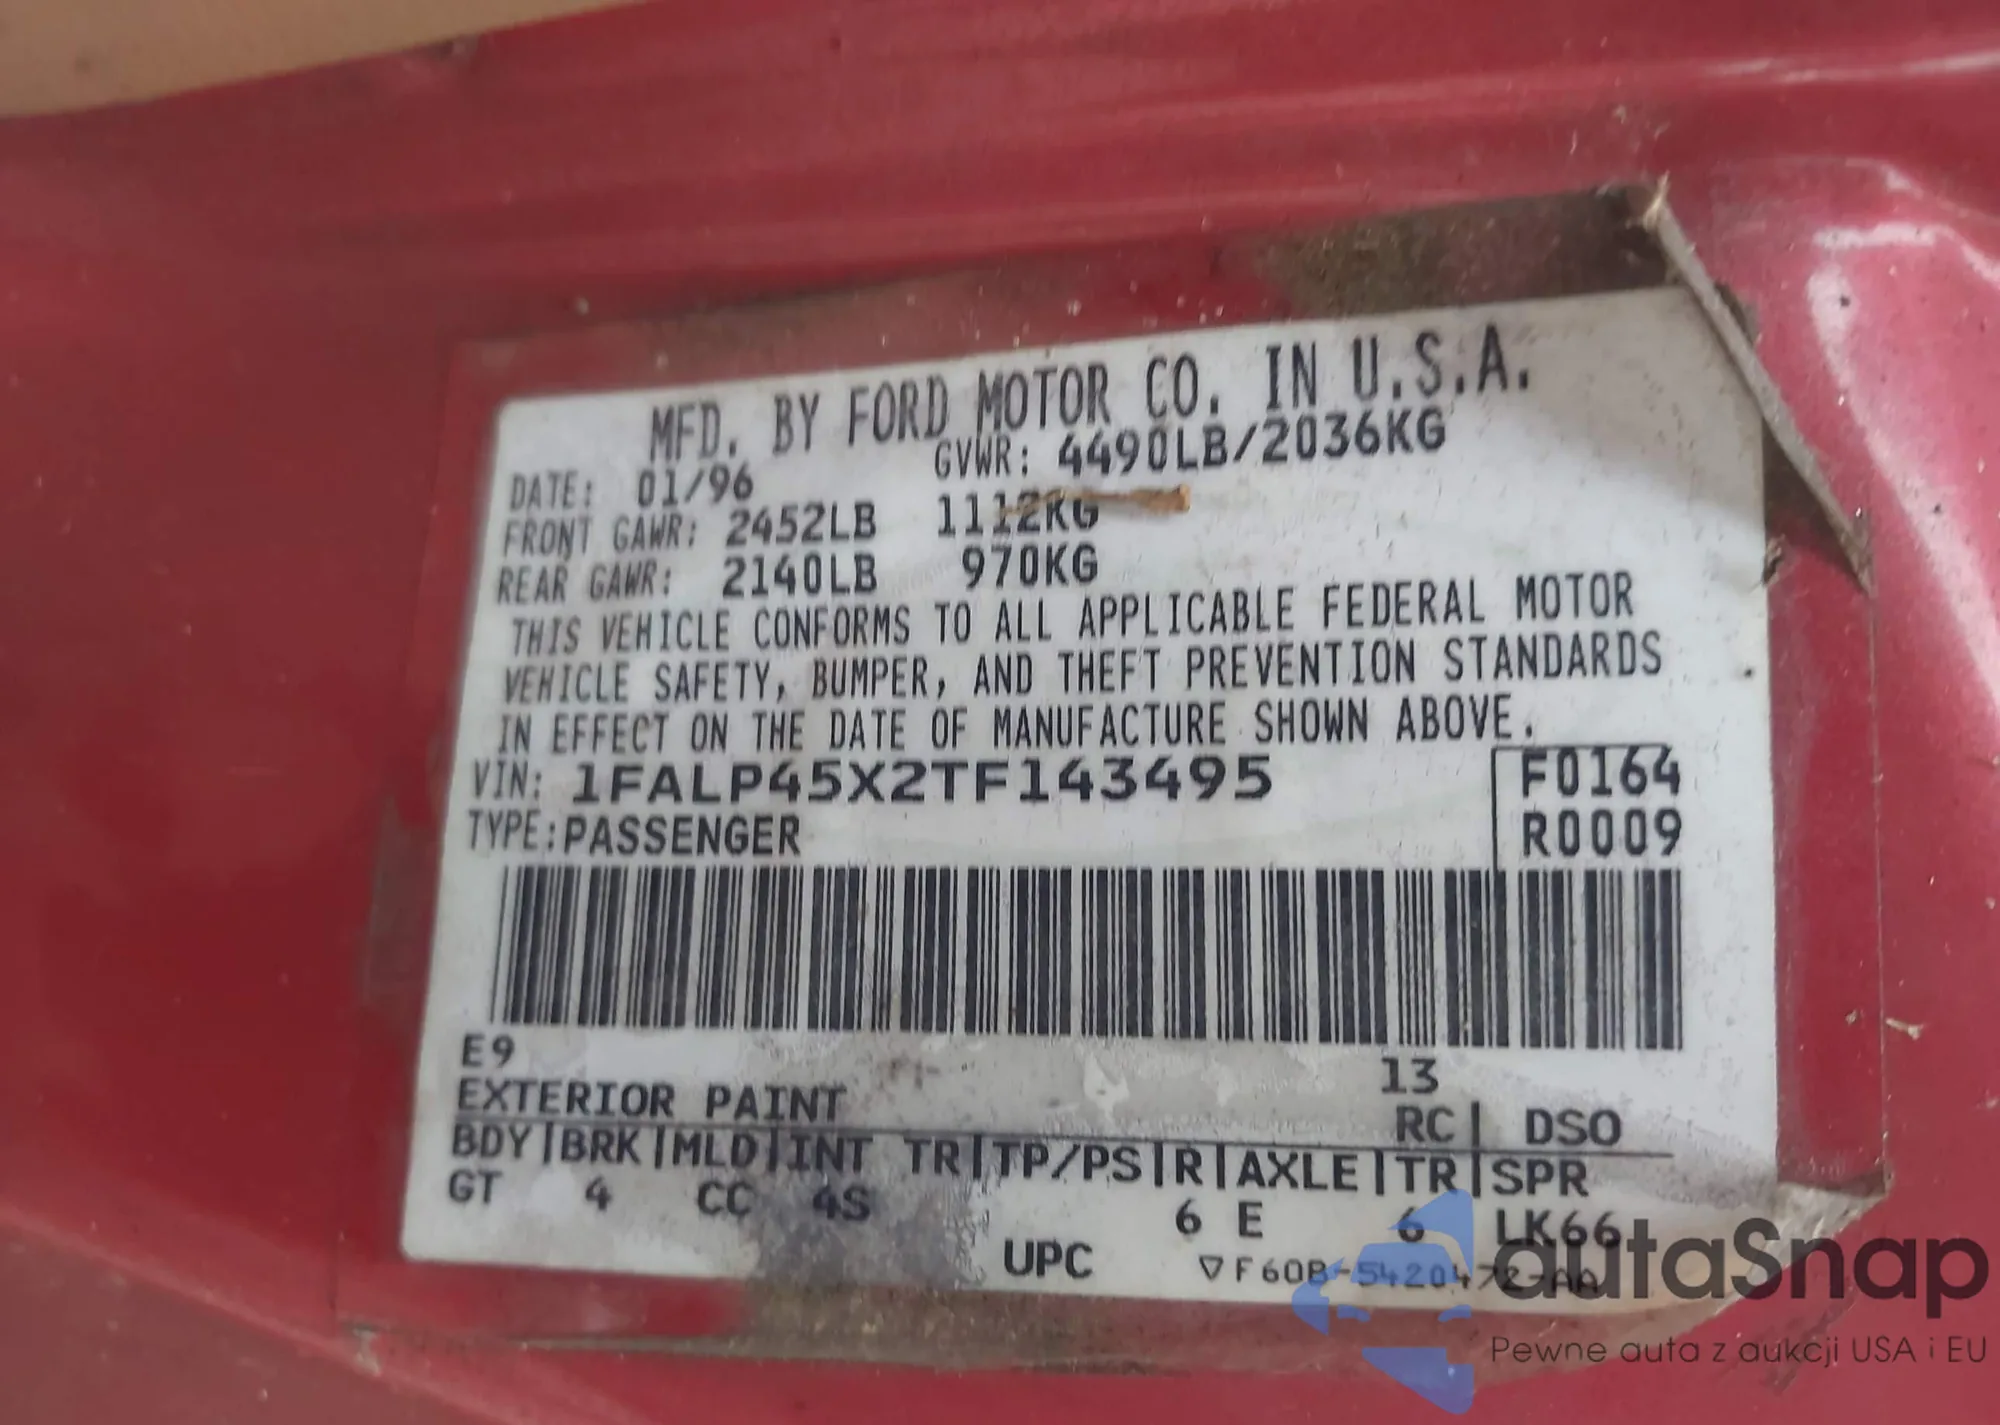 MFD. BY FORD MOTOR CO. IN U.S.A.
DATE: 01/96 GVWR: 4490LB/2036KG
FRONT GAWR: 2452LB 1112KG
REAR GAWR: 2140LB 970KG
THIS VEHICLE CONFORMS TO ALL APPLICABLE FEDERAL MOTOR
VEHICLE SAFETY, BUMPER, AND THEFT PREVENTION STANDARDS
IN EFFECT ON THE DATE OF MANUFACTURE SHOWN ABOVE.
VIN: 1FALP45X2TF143495 F0164
TYPE: PASSENGER R0009
E9 13
EXTERIOR PAINT RC| DSO
BDY|BRK|MLD|INT TR|TP/PS|R|AXLE|TR|SPR
GT 4 CC 4S 6 E 6 LK66
UPC ▽F60B-5420472-AA
autaSnap
Pewne auta z aukcji USA i EU